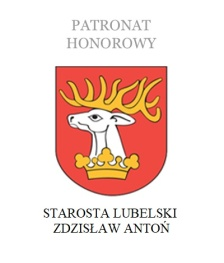 PATRONAT
HONOROWY
STAROSTA LUBELSKI
ZDZISŁAW ANTOŃ